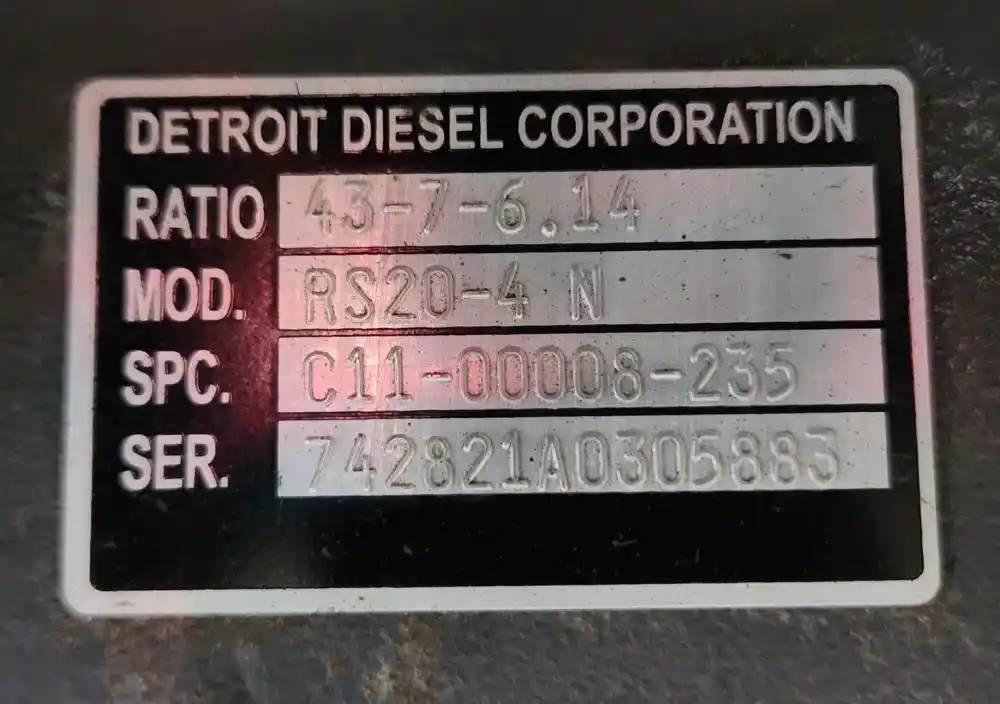 DETROIT DIESEL CORPORATION
RATIO 43-7-6.14
MOD. RS20-4 N
SPC. C11-00008-235
SER. 742821A0305883